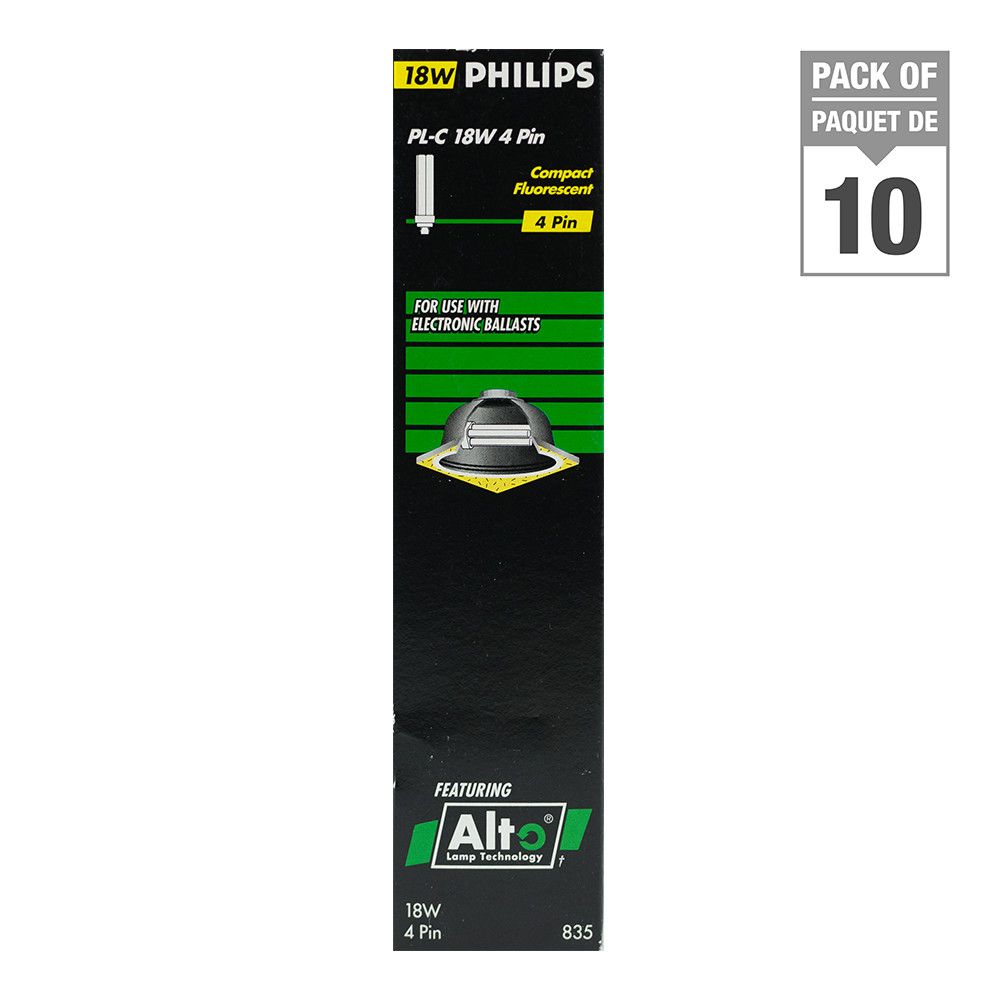 18W PHILIPS
PL-C 18W 4 Pin
Compact
Fluorescent
4 Pin
FOR USE WITH
ELECTRONIC BALLASTS
FEATURING
Alto®
Lamp Technology
†
18W
4 Pin
835
PACK OF
PAQUET DE
10